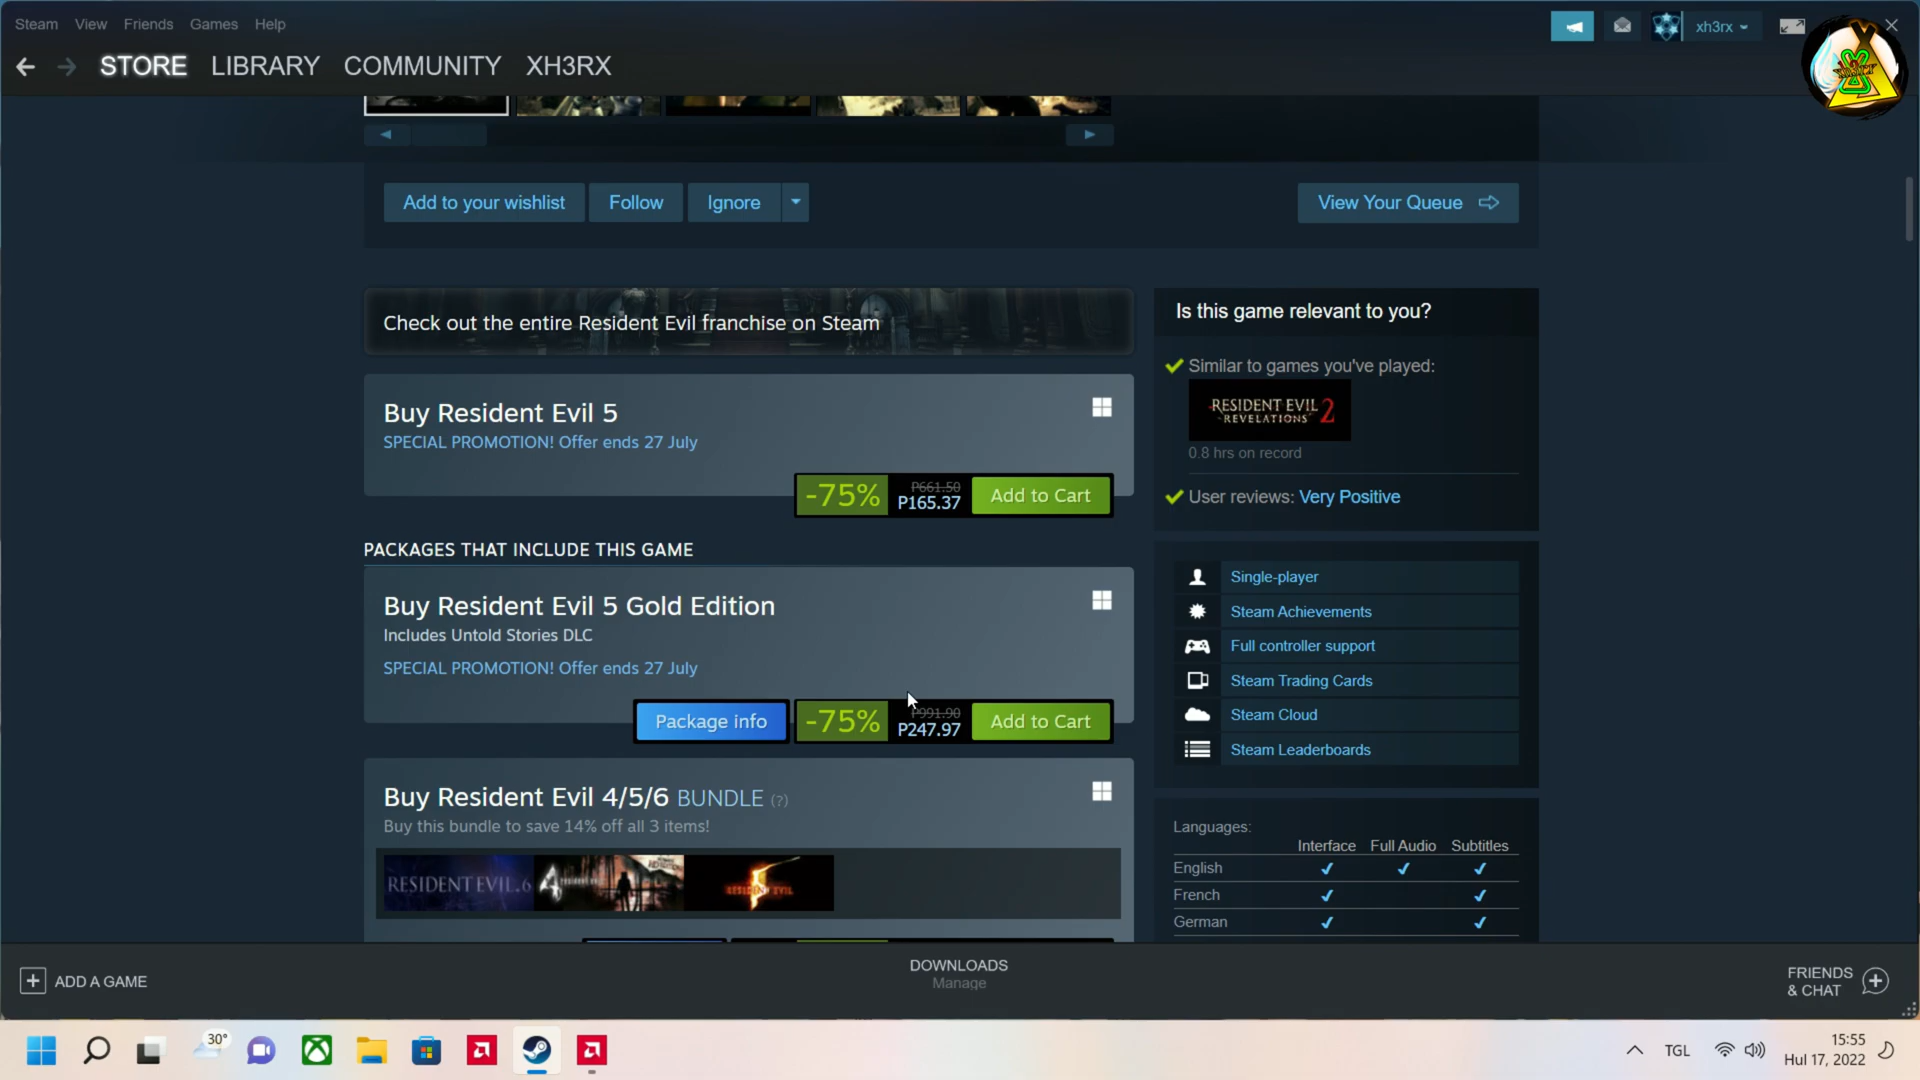 Steam View Friends Games Help
xh3rx
STORE LIBRARY COMMUNITY XH3RX
Add to your wishlist Follow Ignore View Your Queue
Check out the entire Resident Evil franchise on Steam
Is this game relevant to you?
Similar to games you've played:
RESIDENT EVIL 2
REVELATIONS
0.8 hrs on record
User reviews: Very Positive
Buy Resident Evil 5
SPECIAL PROMOTION! Offer ends 27 July
-75% P661.50 P165.37 Add to Cart
PACKAGES THAT INCLUDE THIS GAME
Buy Resident Evil 5 Gold Edition
Includes Untold Stories DLC
SPECIAL PROMOTION! Offer ends 27 July
Package info -75% P991.90 P247.97 Add to Cart
Single-player
Steam Achievements
Full controller support
Steam Trading Cards
Steam Cloud
Steam Leaderboards
Buy Resident Evil 4/5/6 BUNDLE (?)
Buy this bundle to save 14% off all 3 items!
RESIDENT EVIL 6 4 RESIDENT EVIL
Languages:
Interface Full Audio Subtitles
English
French
German
+ ADD A GAME
DOWNLOADS
Manage
FRIENDS
& CHAT
30°
TGL
15:55
Hul 17, 2022